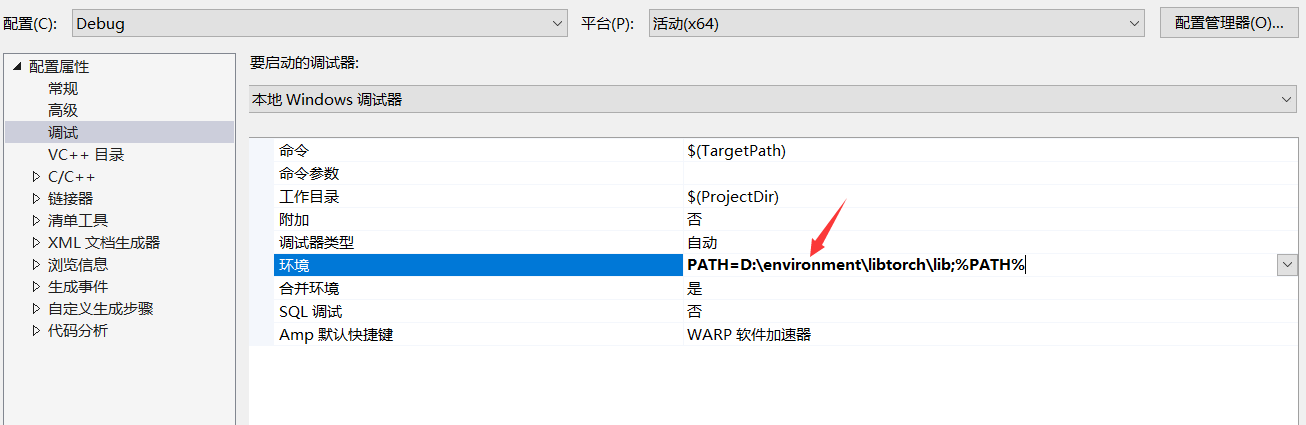 配置(C): Debug 平台(P): 活动(x64) 配置管理器(O)...
配置属性
常规
高级
调试
VC++ 目录
C/C++
链接器
清单工具
XML 文档生成器
浏览信息
生成事件
自定义生成步骤
代码分析
要启动的调试器:
本地 Windows 调试器
命令 $(TargetPath)
命令参数
工作目录 $(ProjectDir)
附加 否
调试器类型 自动
环境 PATH=D:\environment\libtorch\lib;%PATH%
合并环境 是
SQL 调试 否
Amp 默认快捷键 WARP 软件加速器